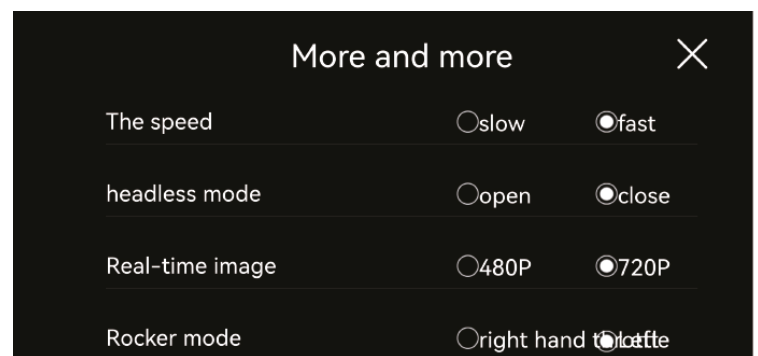 More and more
The speed slow fast
headless mode open close
Real-time image 480P 720P
Rocker mode right hand